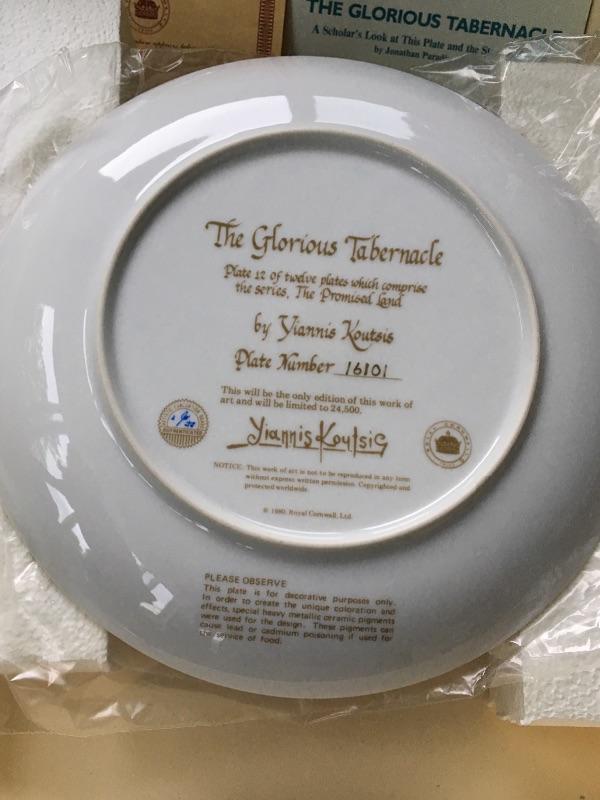 THE GLORIOUS TABERNACLE
A Scholar's Look at This Plate and the
by Jonathan
The Glorious Tabernacle
Plate 12 of twelve plates which comprise
the series, The Promised Land
by Yiannis Koutsis
Plate Number 16101
This will be the only edition of this work of
art and will be limited to 24,500.
Yiannis Koutsis
NOTICE: This work of art is not to be reproduced in any form
without express written permission. Copyrighted and
protected worldwide.
© 1980, Royal Cornwall, Ltd.
PLEASE OBSERVE
This plate is for decorative purposes only.
In order to create the unique coloration and
effects, special heavy metallic ceramic pigments
were used for the design. These pigments can
cause lead or cadmium poisoning if used for
the service of food.